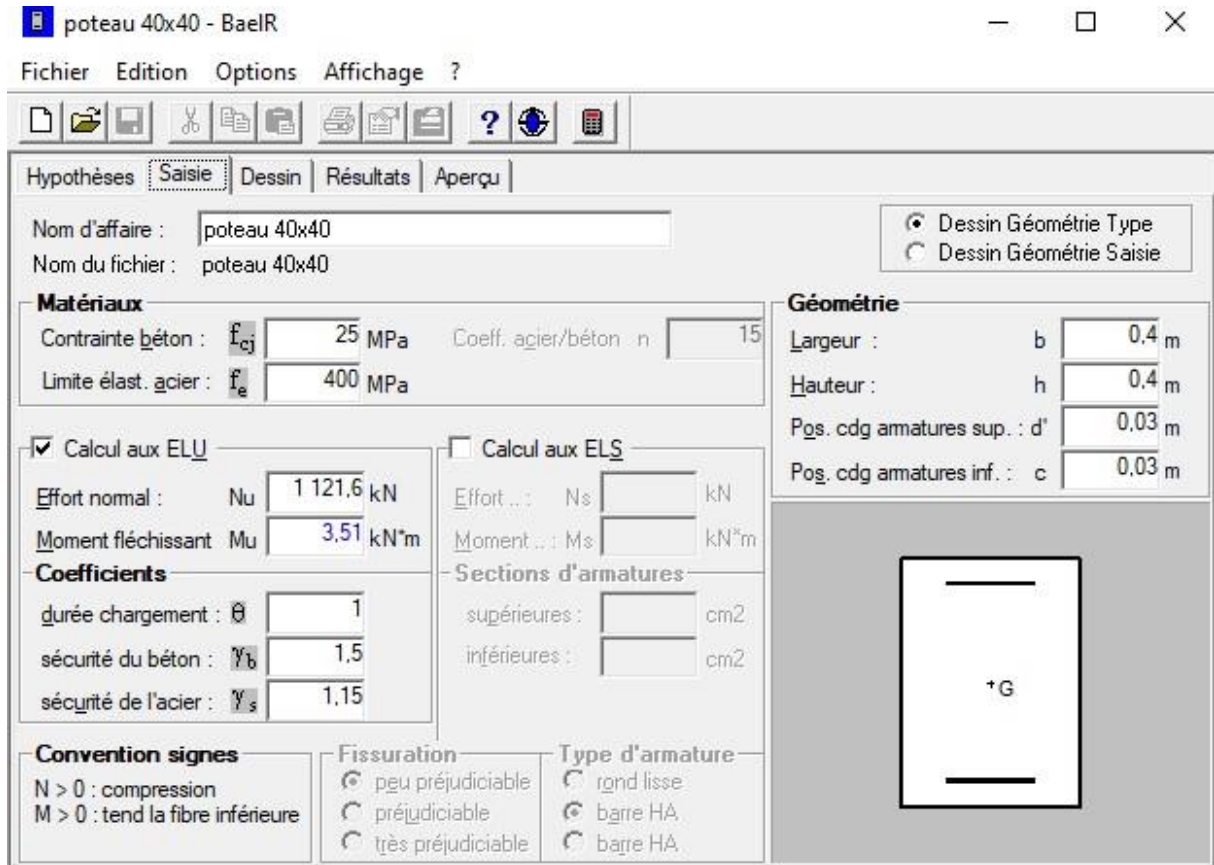 poteau 40x40 - BaelR
Fichier Edition Options Affichage ?
Hypothèses Saisie Dessin Résultats Aperçu
Nom d'affaire : poteau 40x40
Nom du fichier : poteau 40x40
Dessin Géométrie Type
Dessin Géométrie Saisie
Matériaux
Contrainte béton : fcj 25 MPa Coeff. acier/béton n 15
Limite élast. acier : fe 400 MPa
Géométrie
Largeur : b 0,4 m
Hauteur : h 0,4 m
Pos. cdg armatures sup. : d' 0,03 m
Pos. cdg armatures inf. : c 0,03 m
Calcul aux ELU
Effort normal : Nu 1 121,6 kN
Moment fléchissant Mu 3,51 kN*m
Calcul aux ELS
Effort .. : Ns kN
Moment .. : Ms kN*m
Coefficients
durée chargement : θ 1
sécurité du béton : γb 1,5
sécurité de l'acier : γs 1,15
Sections d'armatures
supérieures : cm2
inférieures : cm2
+G
Convention signes
N > 0 : compression
M > 0 : tend la fibre inférieure
Fissuration
peu préjudiciable
préjudiciable
très préjudiciable
Type d'armature
rond lisse
barre HA
barre HA